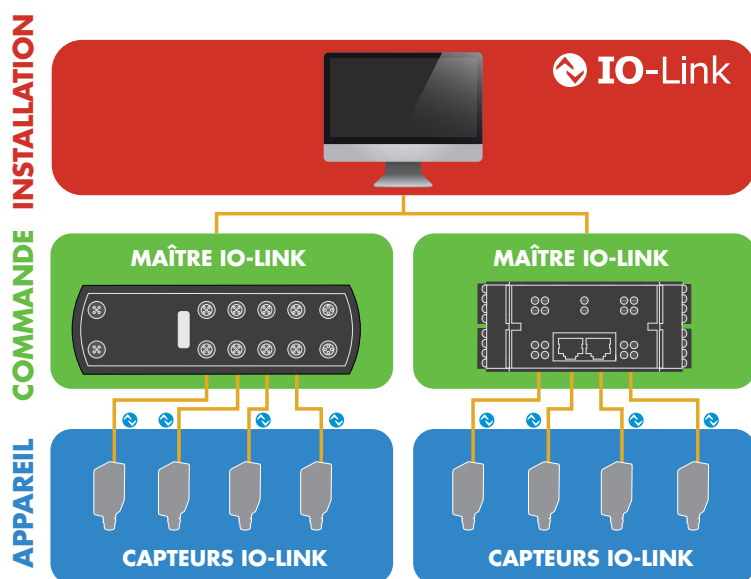 INSTALLATION
IO-Link
COMMANDE
MAÎTRE IO-LINK
MAÎTRE IO-LINK
APPAREIL
CAPTEURS IO-LINK
CAPTEURS IO-LINK